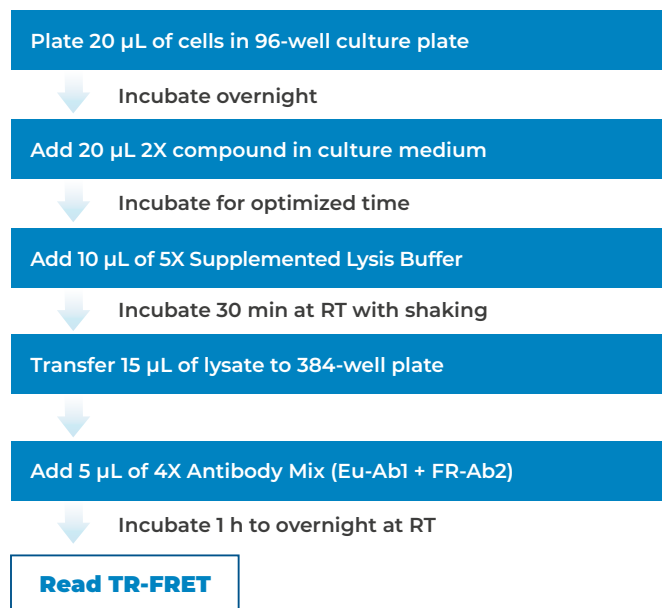 Plate 20 µL of cells in 96-well culture plate
Incubate overnight
Add 20 µL 2X compound in culture medium
Incubate for optimized time
Add 10 µL of 5X Supplemented Lysis Buffer
Incubate 30 min at RT with shaking
Transfer 15 µL of lysate to 384-well plate
Add 5 µL of 4X Antibody Mix (Eu-Ab1 + FR-Ab2)
Incubate 1 h to overnight at RT
Read TR-FRET